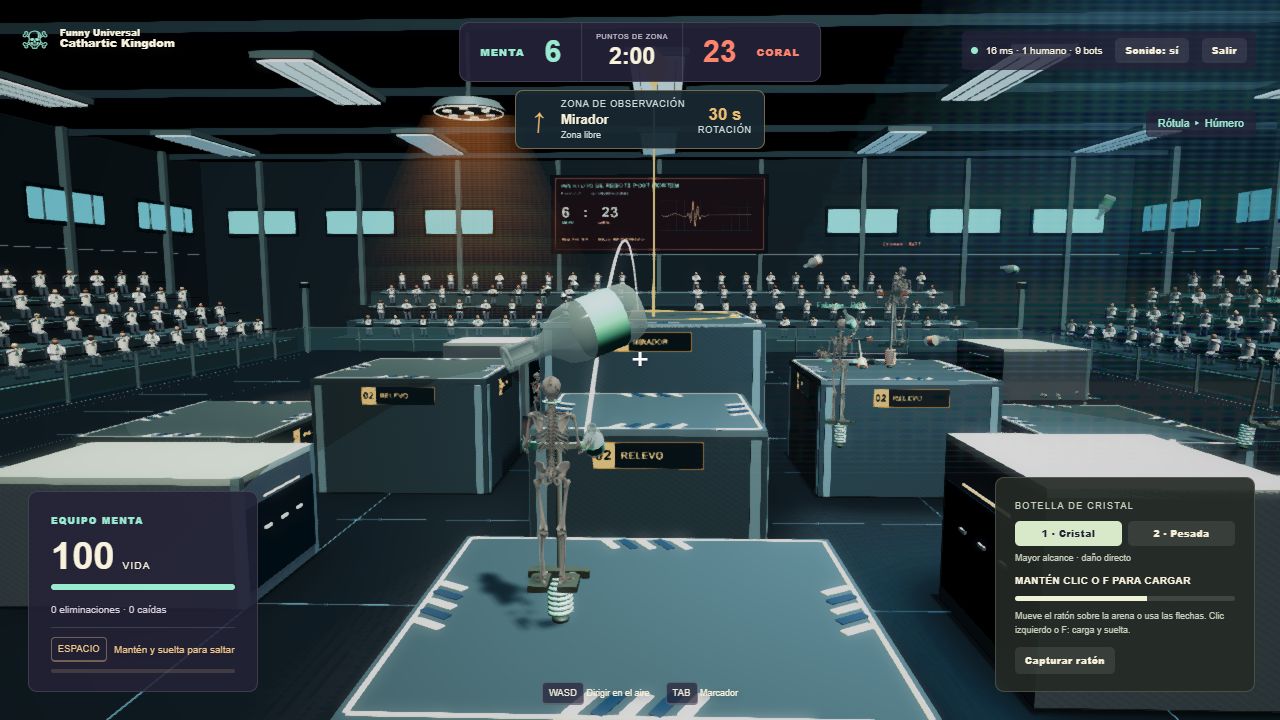 Funny Universal
Cathartic Kingdom
MENTA 6
PUNTOS DE ZONA
2:00
23 CORAL
16 ms · 1 humano · 9 bots
Sonido: sí
Salir
ZONA DE OBSERVACIÓN
Mirador
Zona libre
30 s
ROTACIÓN
Rótula ▸ Húmero
6 : 23
MIRADOR
02 RELEVO
02 RELEVO
02 RELEVO
EQUIPO MENTA
100 VIDA
0 eliminaciones · 0 caídas
ESPACIO Mantén y suelta para saltar
BOTELLA DE CRISTAL
1 · Cristal
2 · Pesada
Mayor alcance · daño directo
MANTÉN CLIC O F PARA CARGAR
Mueve el ratón sobre la arena o usa las flechas. Clic
izquierdo o F: carga y suelta.
Capturar ratón
WASD Dirigir en el aire TAB Marcador